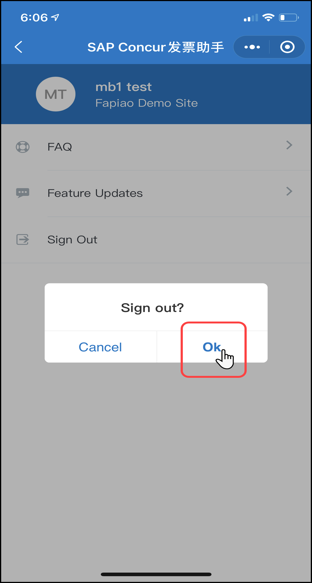 6:06
SAP Concur发票助手
MT
mb1 test
Fapiao Demo Site
FAQ
Feature Updates
Sign Out
Sign out?
Cancel
Ok